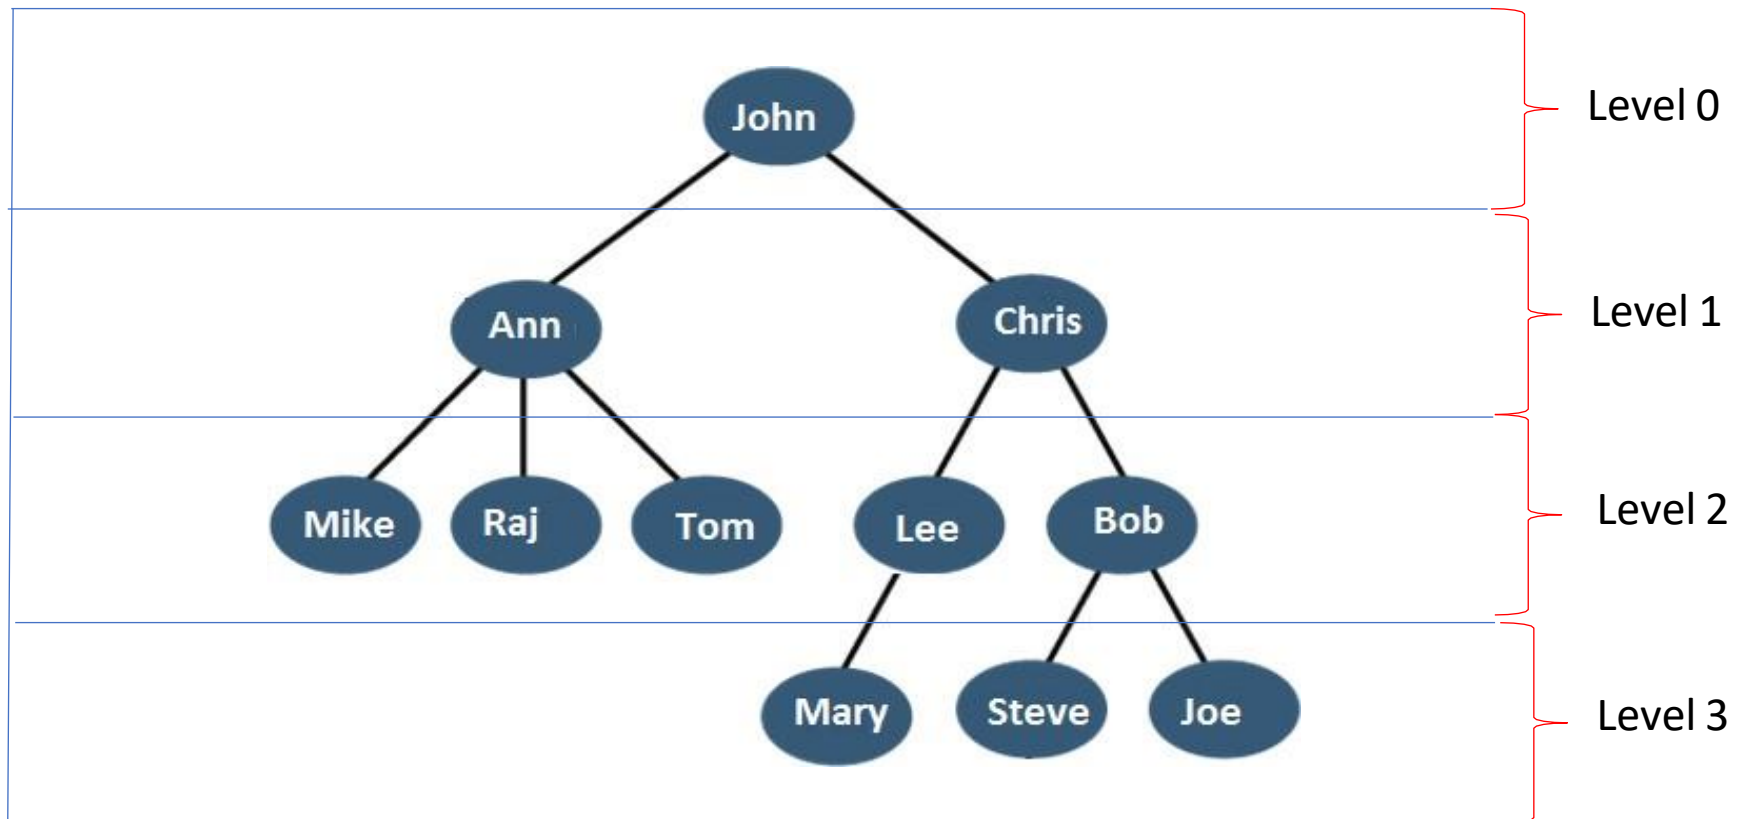 John
Level 0
Ann
Chris
Level 1
Mike
Raj
Tom
Lee
Bob
Level 2
Mary
Steve
Joe
Level 3